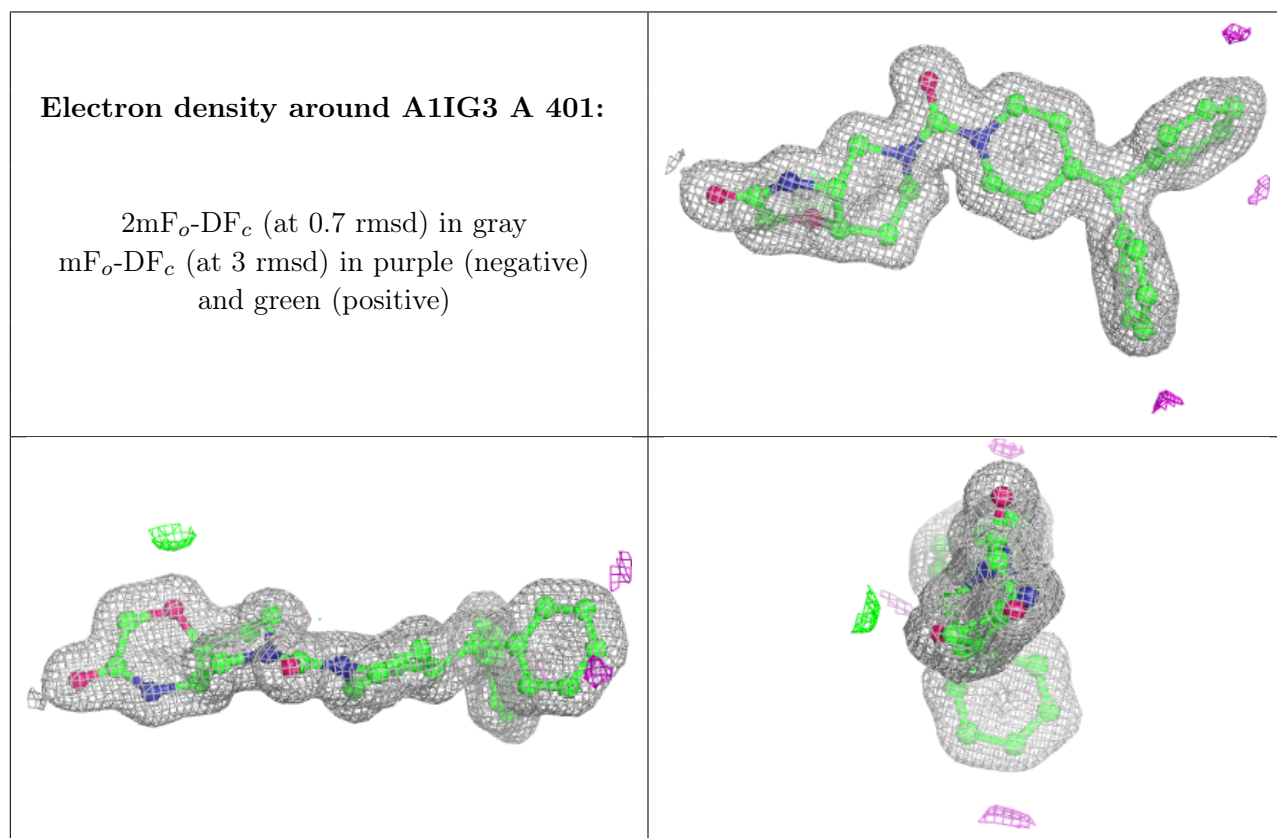 Electron density around A1IG3 A 401:
2mFo-DFc (at 0.7 rmsd) in gray
mFo-DFc (at 3 rmsd) in purple (negative)
and green (positive)